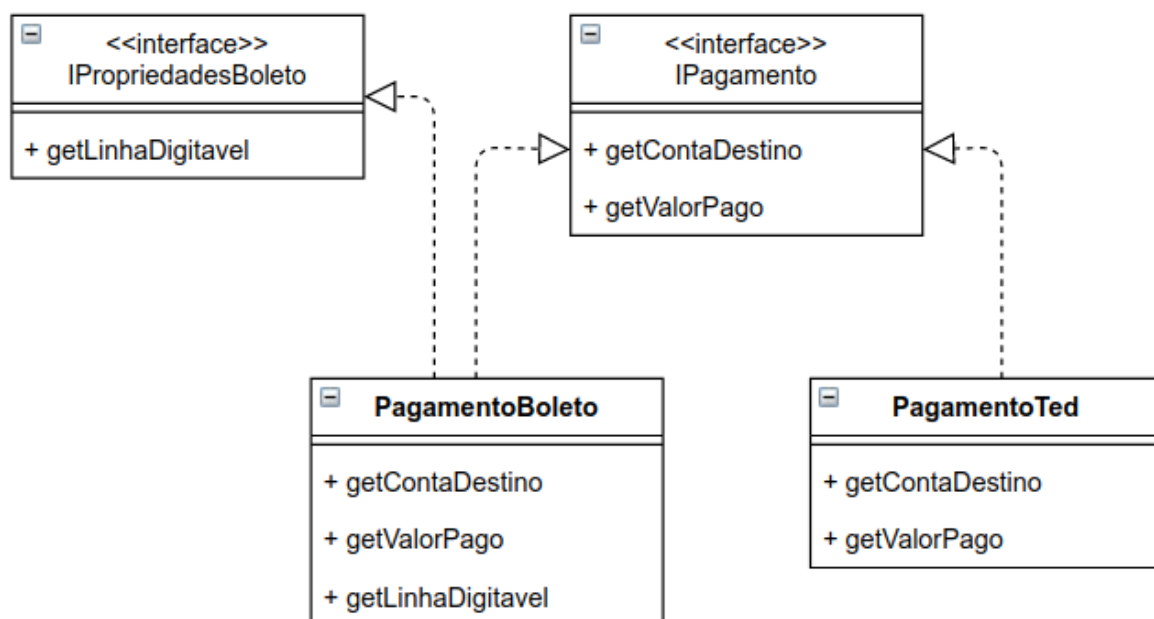 <<interface>>
IPropriedadesBoleto
+ getLinhaDigitavel
<<interface>>
IPagamento
+ getContaDestino
+ getValorPago
PagamentoBoleto
+ getContaDestino
+ getValorPago
+ getLinhaDigitavel
PagamentoTed
+ getContaDestino
+ getValorPago